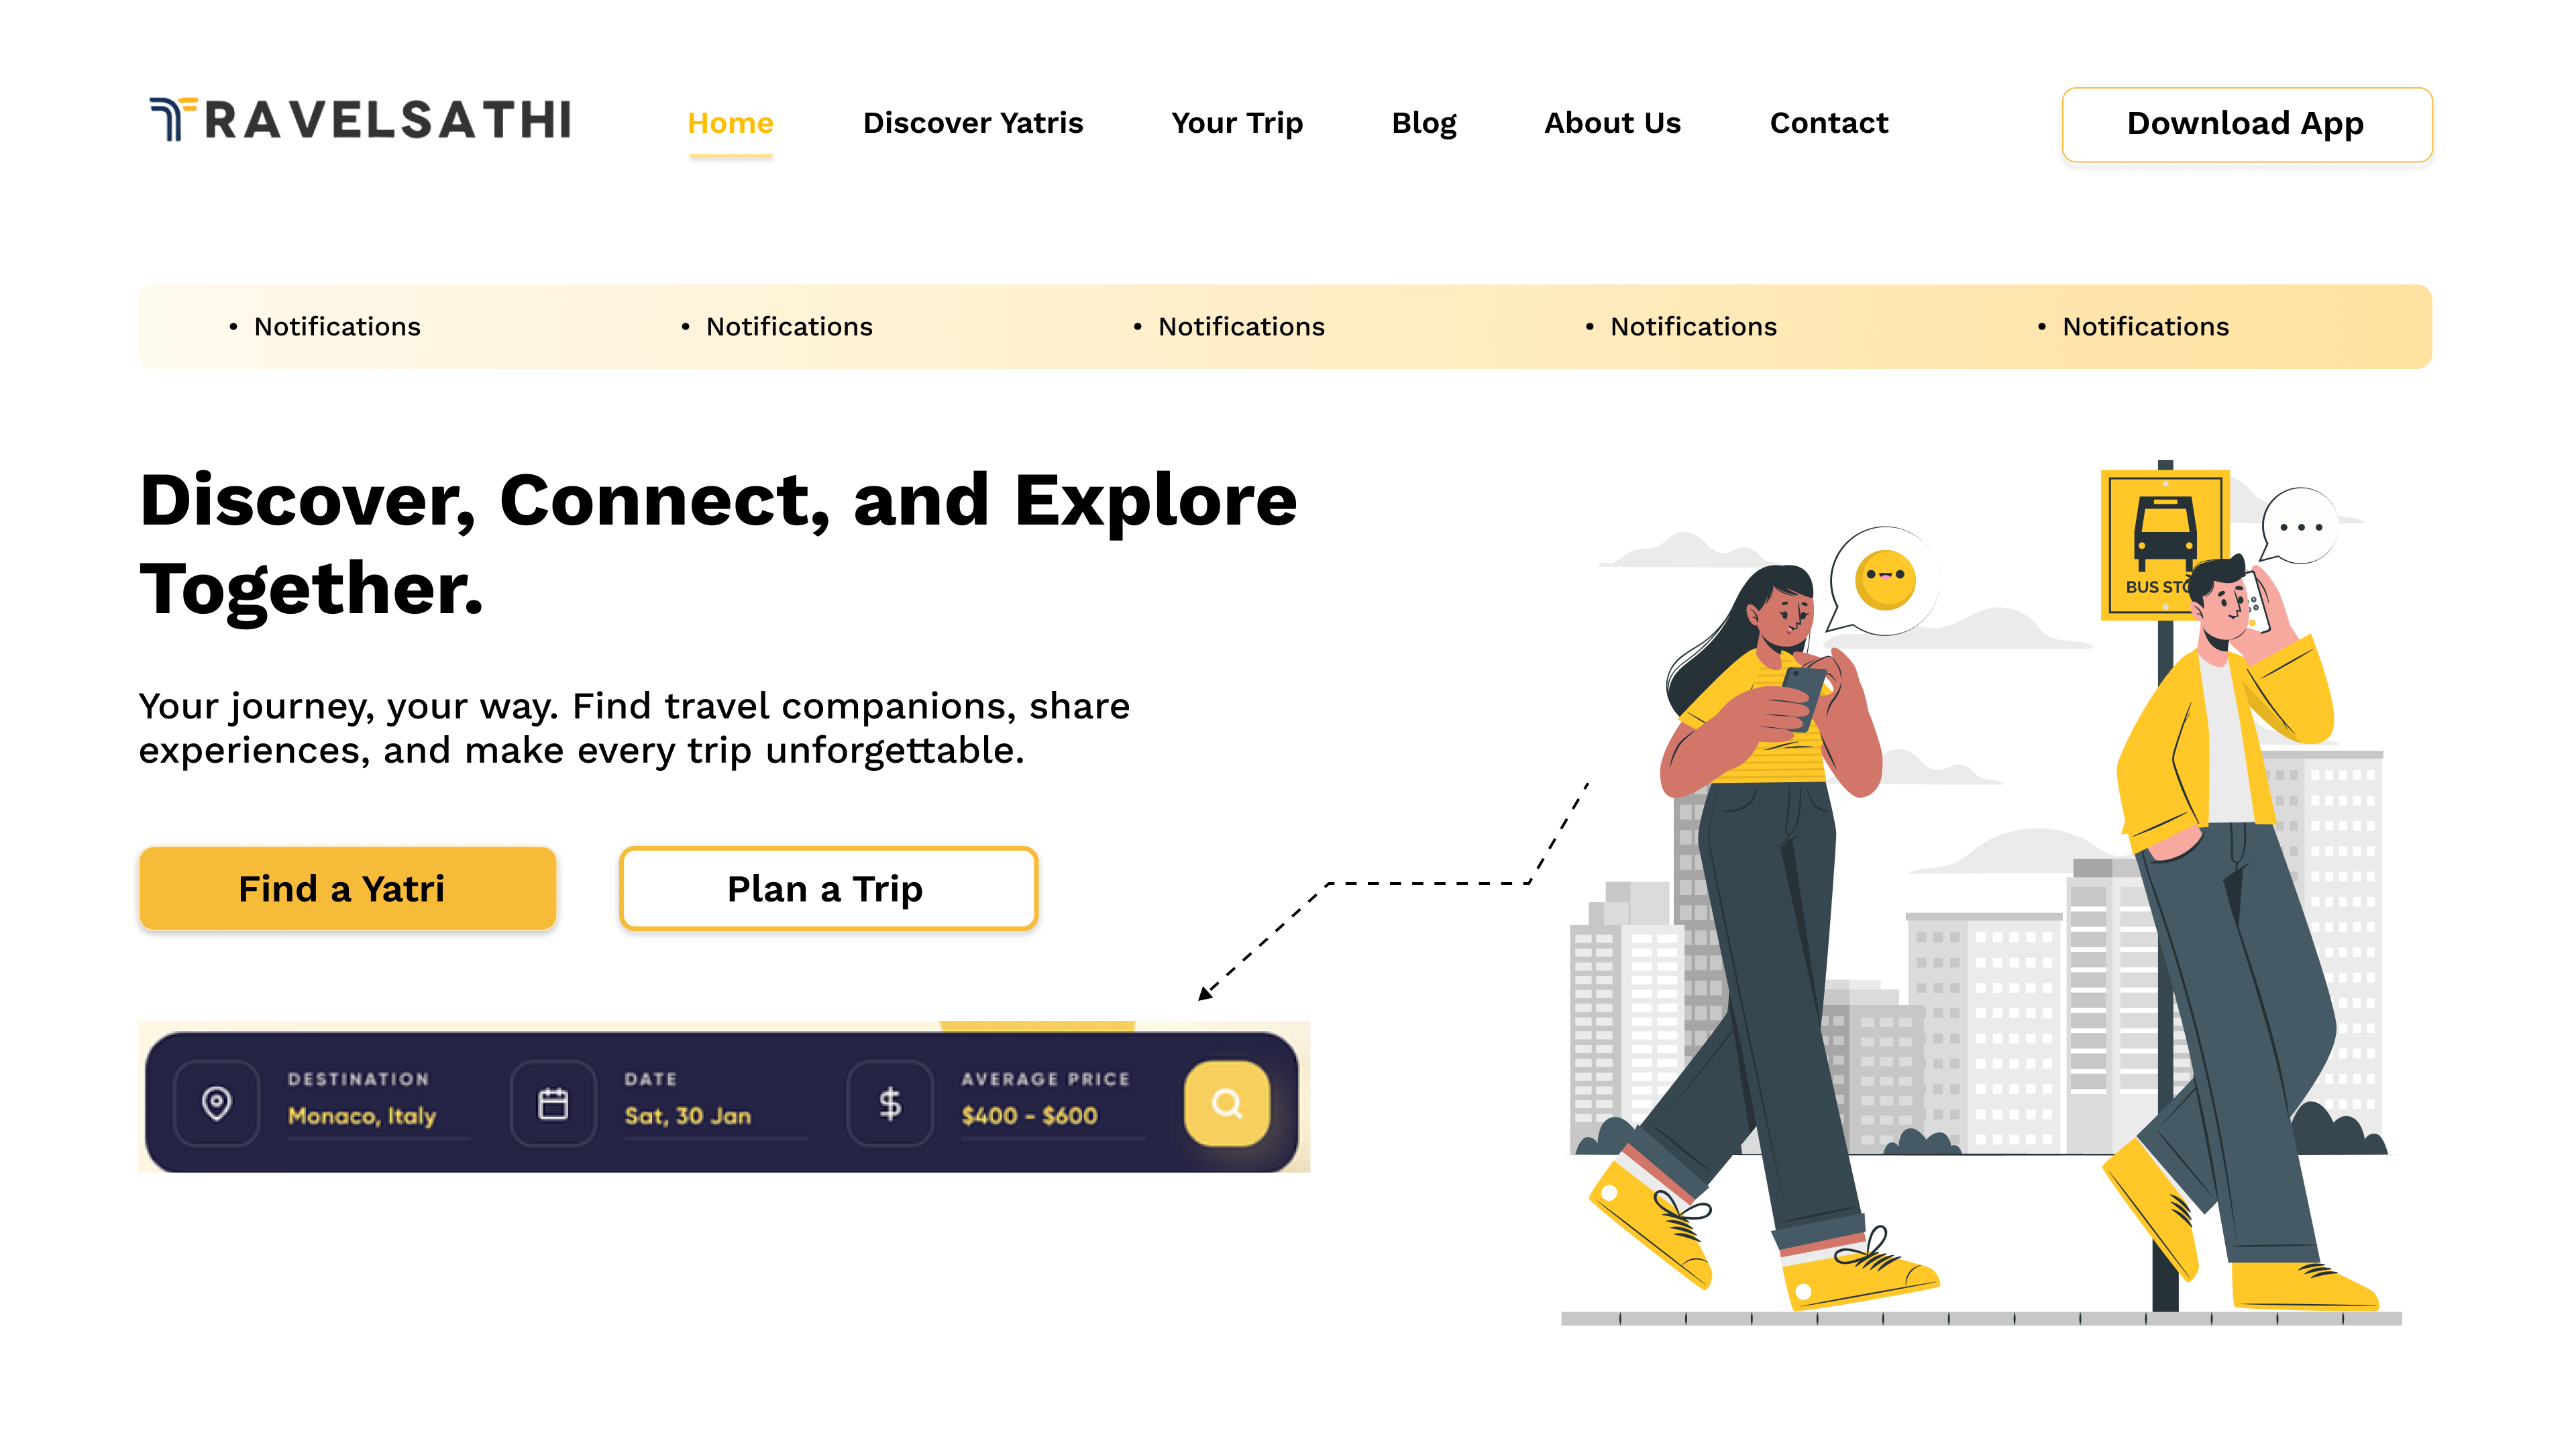 TRAVELSATHI
Home Discover Yatris Your Trip Blog About Us Contact Download App
• Notifications • Notifications • Notifications • Notifications • Notifications
Discover, Connect, and Explore
Together.
Your journey, your way. Find travel companions, share
experiences, and make every trip unforgettable.
Find a Yatri Plan a Trip
DESTINATION DATE AVERAGE PRICE
Monaco, Italy Sat, 30 Jan $400 - $600
BUS STO